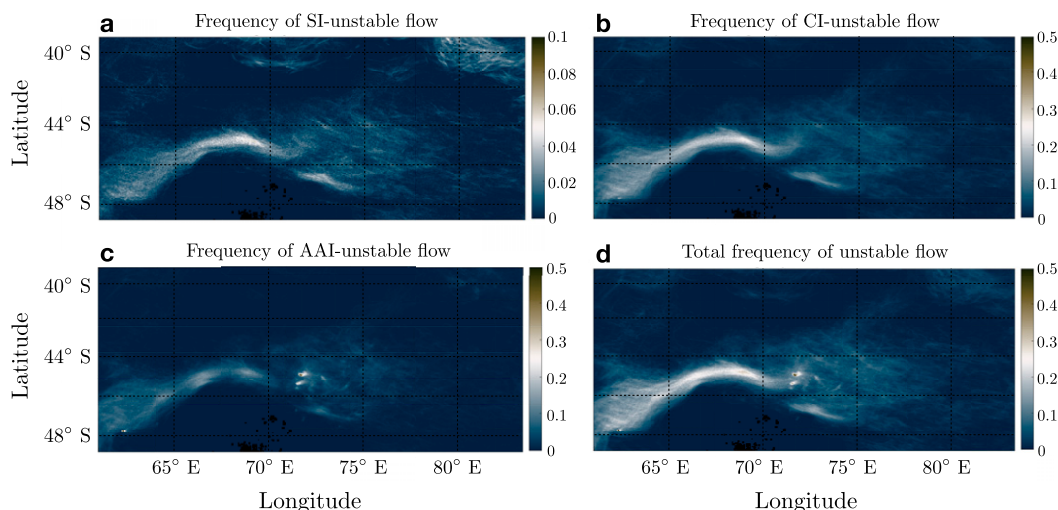 a Frequency of SI-unstable flow
b Frequency of CI-unstable flow
Latitude
40° S
44° S
48° S
0.1
0.08
0.06
0.04
0.02
0
0.5
0.4
0.3
0.2
0.1
0
c Frequency of AAI-unstable flow
d Total frequency of unstable flow
Latitude
40° S
44° S
48° S
0.5
0.4
0.3
0.2
0.1
0
0.5
0.4
0.3
0.2
0.1
0
65° E 70° E 75° E 80° E
65° E 70° E 75° E 80° E
Longitude
Longitude